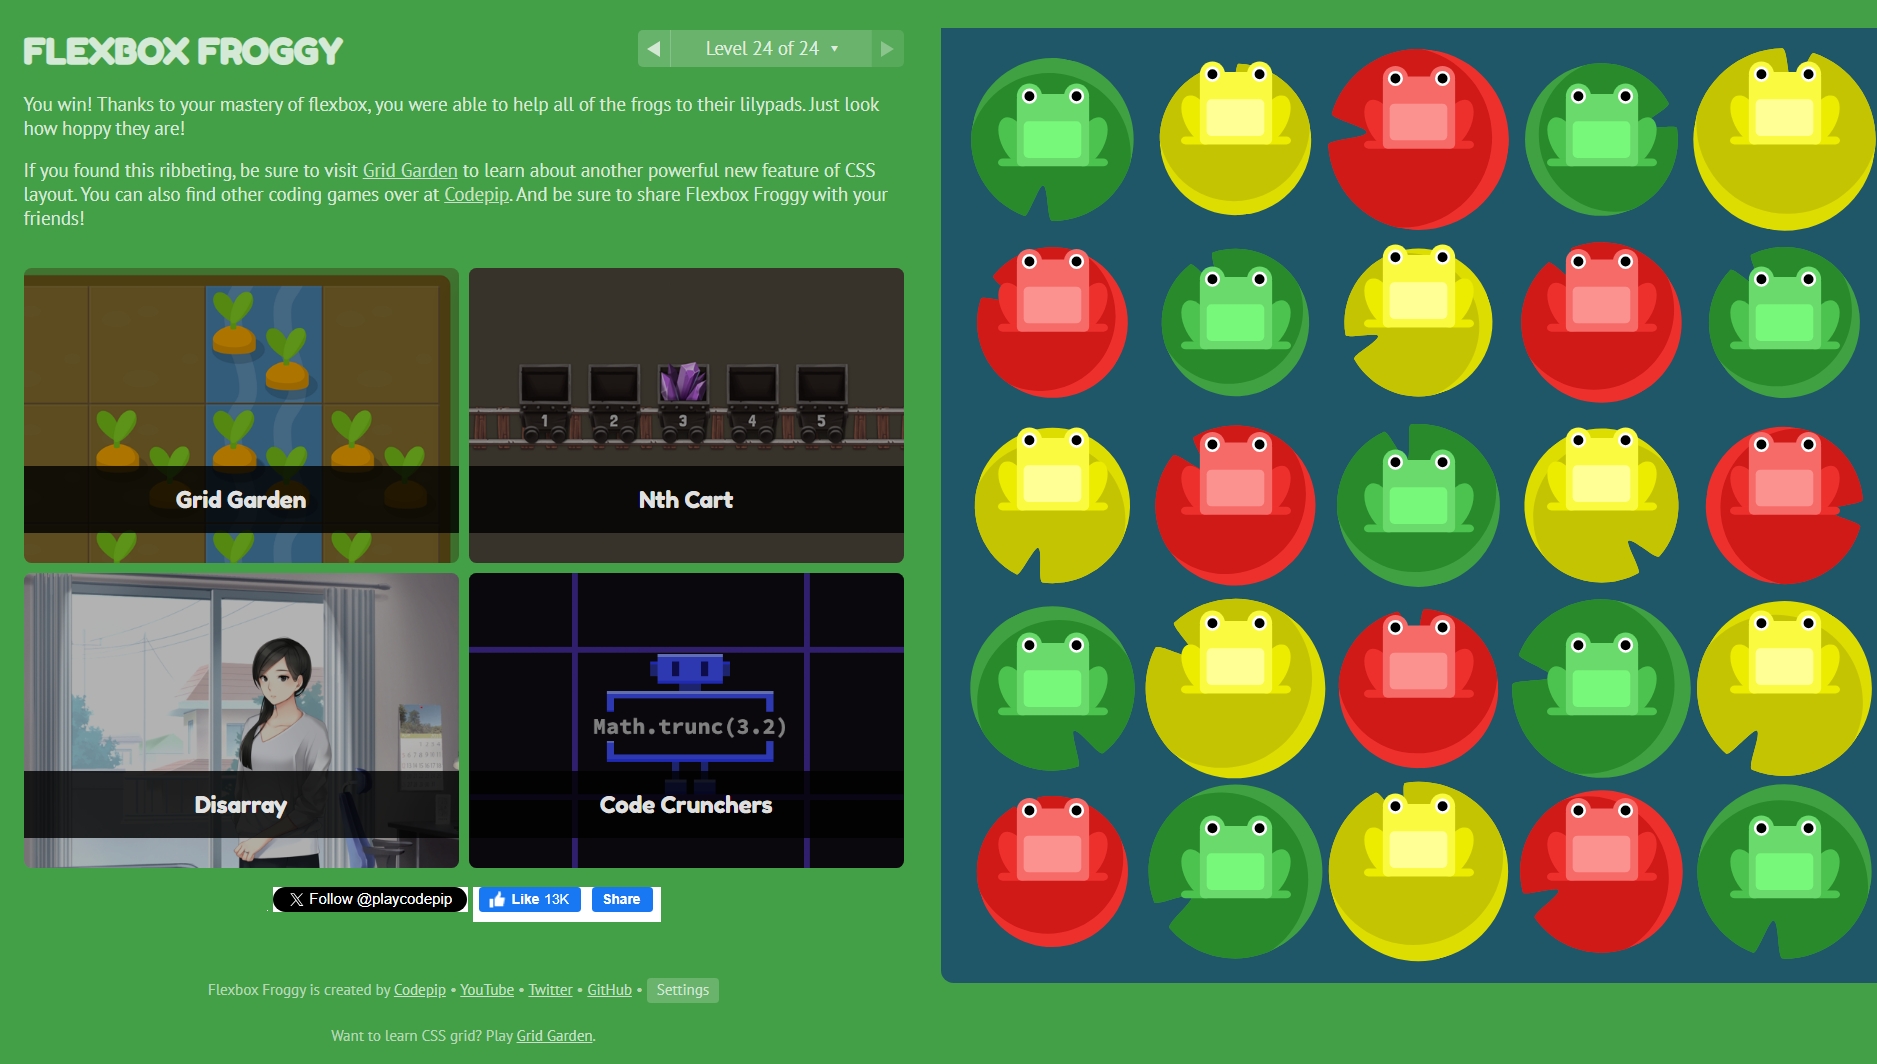 FLEXBOX FROGGY
Level 24 of 24
You win! Thanks to your mastery of flexbox, you were able to help all of the frogs to their lilypads. Just look
how hoppy they are!
If you found this ribbeting, be sure to visit Grid Garden to learn about another powerful new feature of CSS
layout. You can also find other coding games over at Codepip. And be sure to share Flexbox Froggy with your
friends!
1 2 3 4 5
Grid Garden
Nth Cart
Math.trunc(3.2)
Disarray
Code Crunchers
Follow @playcodepip
Like 13K
Share
Flexbox Froggy is created by Codepip • YouTube • Twitter • GitHub • Settings
Want to learn CSS grid? Play Grid Garden.